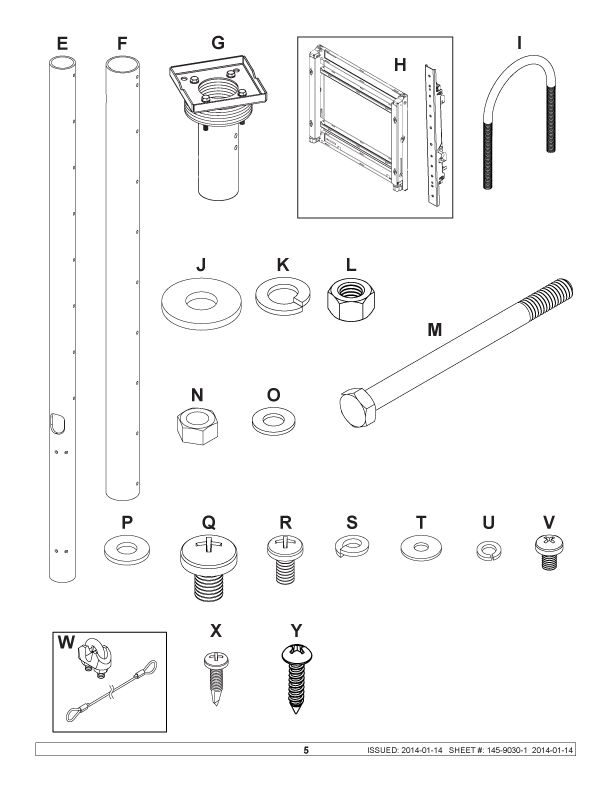 E F G H I
J K L
M
N O
P Q R S T U V
W X Y
5 ISSUED: 2014-01-14 SHEET #: 145-9030-1 2014-01-14